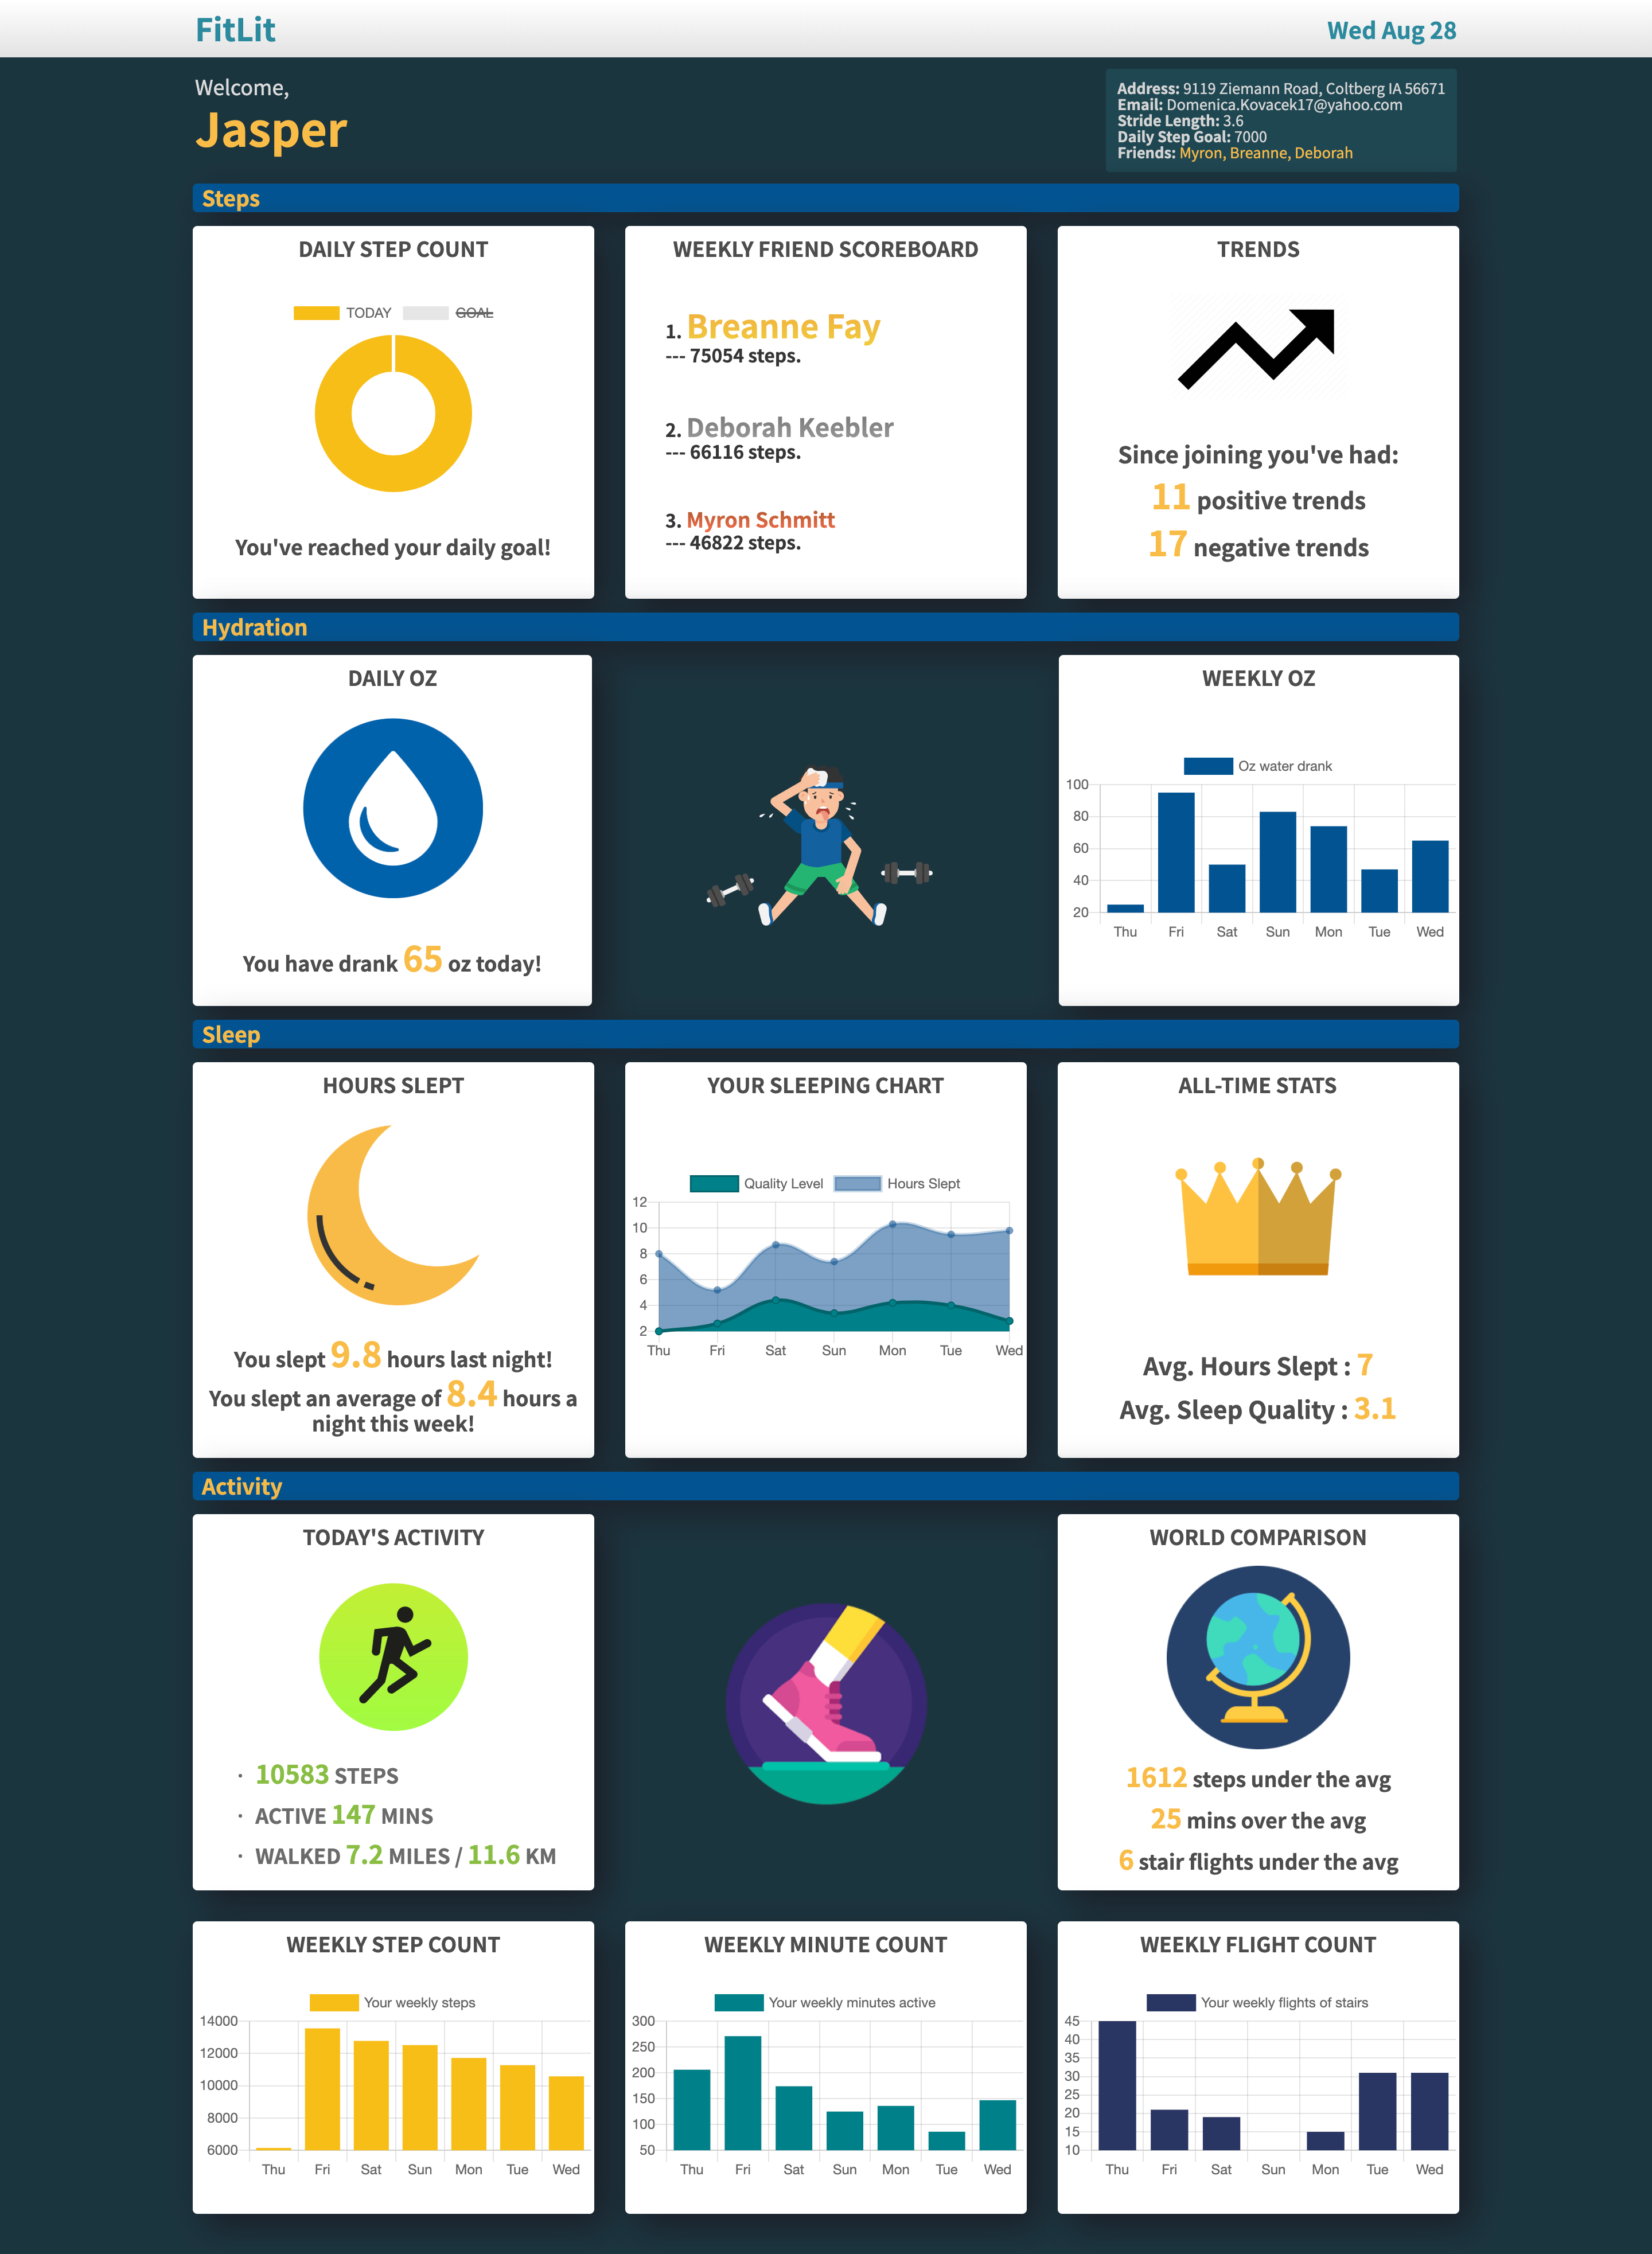 FitLit
Wed Aug 28
Welcome,
Jasper
Address: 9119 Ziemann Road, Coltberg IA 56671
Email: Domenica.Kovacek17@yahoo.com
Stride Length: 3.6
Daily Step Goal: 7000
Friends: Myron, Breanne, Deborah
Steps
DAILY STEP COUNT
TODAY GOAL
You've reached your daily goal!
WEEKLY FRIEND SCOREBOARD
1. Breanne Fay
--- 75054 steps.
2. Deborah Keebler
--- 66116 steps.
3. Myron Schmitt
--- 46822 steps.
TRENDS
Since joining you've had:
11 positive trends
17 negative trends
Hydration
DAILY OZ
You have drank 65 oz today!
WEEKLY OZ
Oz water drank
100
80
60
40
20
Thu Fri Sat Sun Mon Tue Wed
Sleep
HOURS SLEPT
You slept 9.8 hours last night!
You slept an average of 8.4 hours a
night this week!
YOUR SLEEPING CHART
Quality Level Hours Slept
12
10
8
6
4
2
Thu Fri Sat Sun Mon Tue Wed
ALL-TIME STATS
Avg. Hours Slept : 7
Avg. Sleep Quality : 3.1
Activity
TODAY'S ACTIVITY
· 10583 STEPS
· ACTIVE 147 MINS
· WALKED 7.2 MILES / 11.6 KM
WORLD COMPARISON
1612 steps under the avg
25 mins over the avg
6 stair flights under the avg
WEEKLY STEP COUNT
Your weekly steps
14000
12000
10000
8000
6000
Thu Fri Sat Sun Mon Tue Wed
WEEKLY MINUTE COUNT
Your weekly minutes active
300
250
200
150
100
50
Thu Fri Sat Sun Mon Tue Wed
WEEKLY FLIGHT COUNT
Your weekly flights of stairs
45
40
35
30
25
20
15
10
Thu Fri Sat Sun Mon Tue Wed